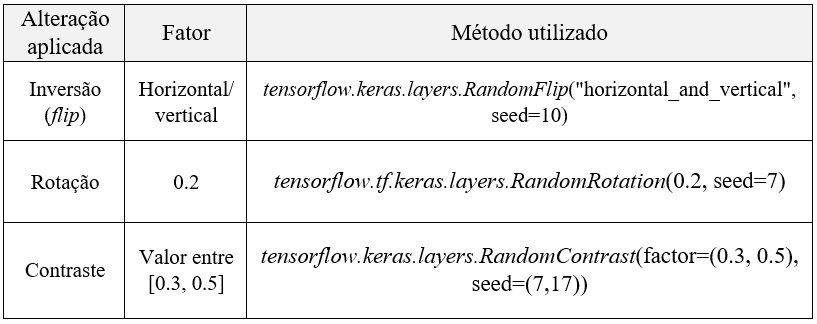 Alteração
aplicada
Fator
Método utilizado
Inversão
(flip)
Horizontal/
vertical
tensorflow.keras.layers.RandomFlip("horizontal_and_vertical",
seed=10)
Rotação
0.2
tensorflow.tf.keras.layers.RandomRotation(0.2, seed=7)
Contraste
Valor entre
[0.3, 0.5]
tensorflow.keras.layers.RandomContrast(factor=(0.3, 0.5),
seed=(7,17))